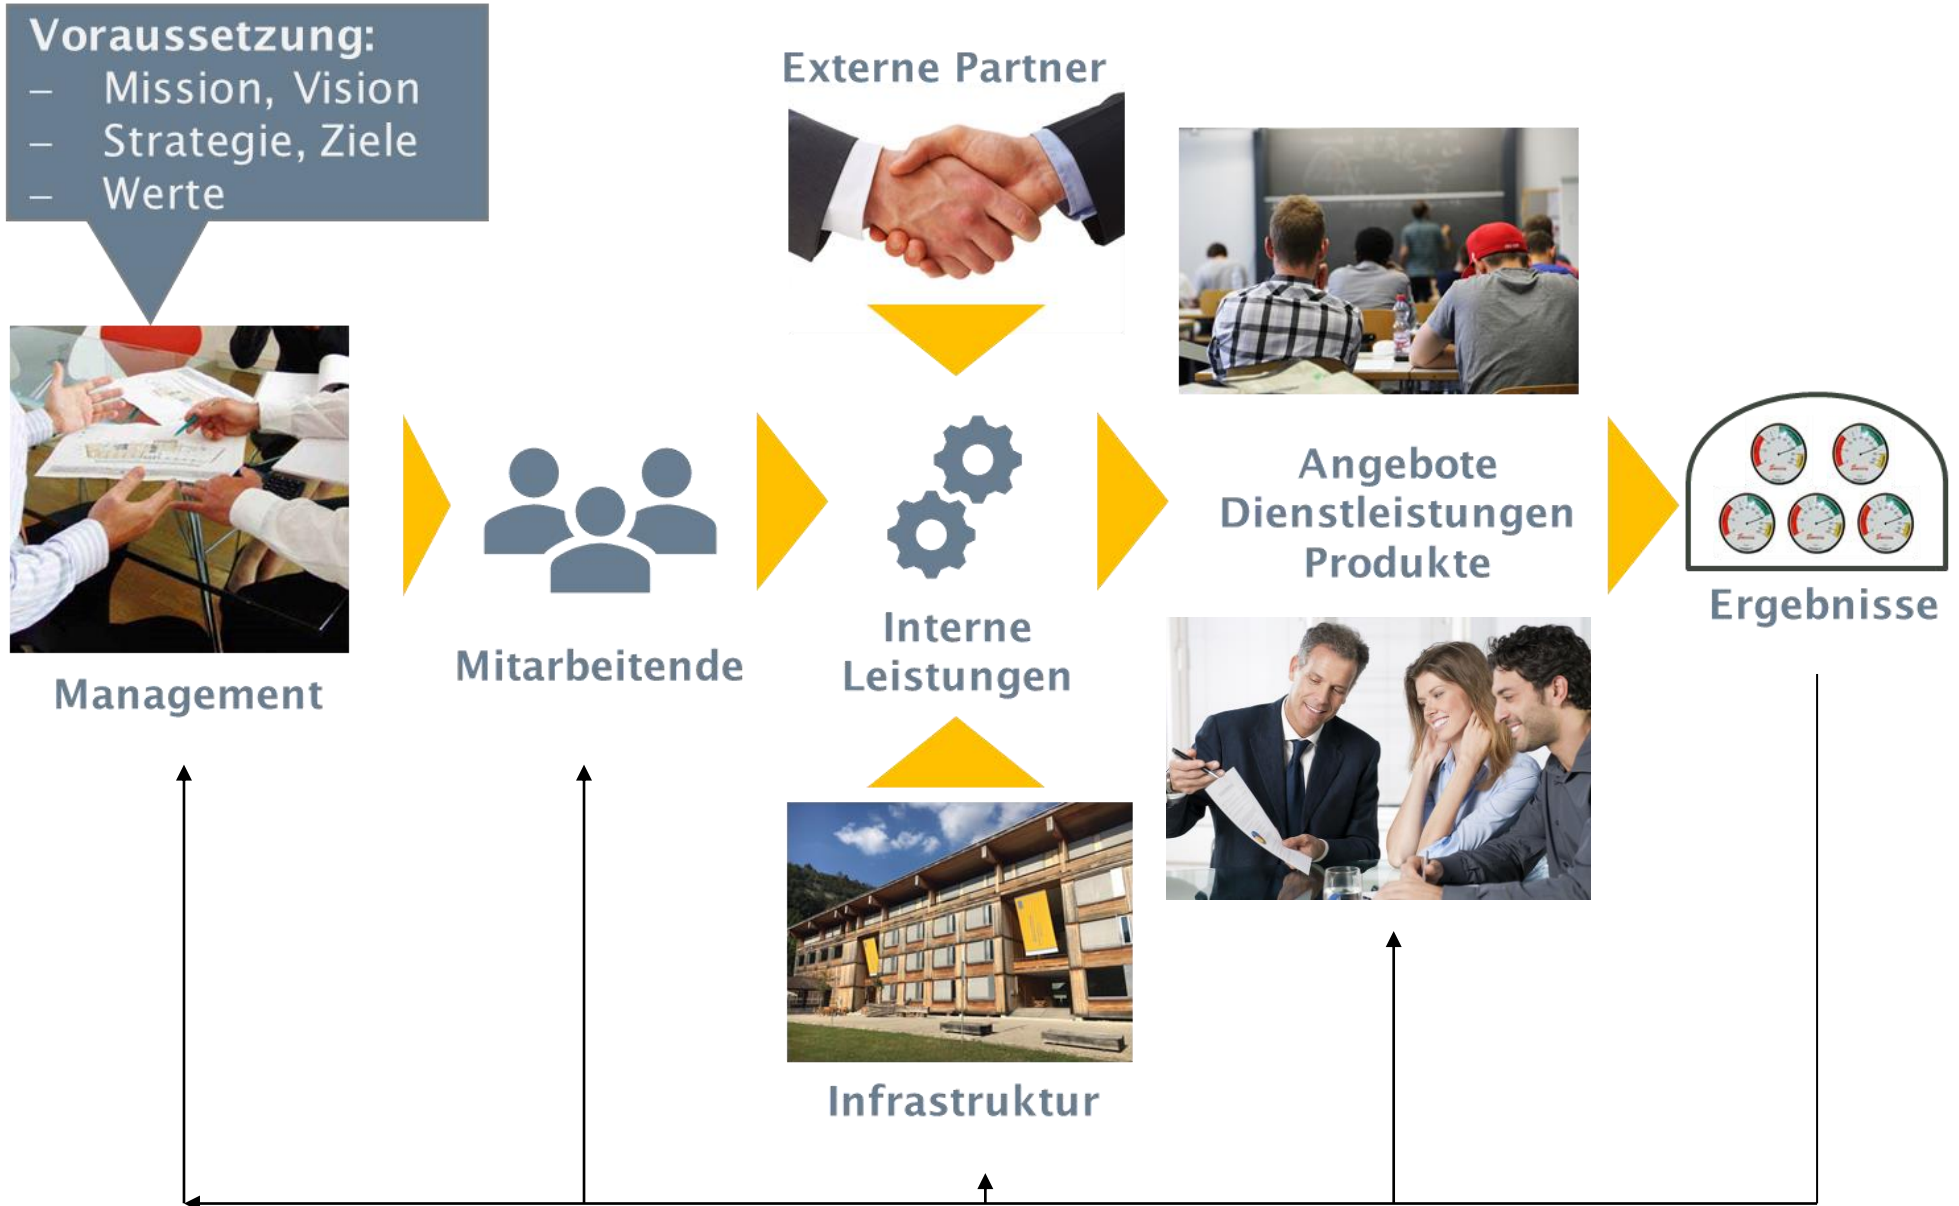 Voraussetzung:
– Mission, Vision
– Strategie, Ziele
– Werte
Externe Partner
Management
Mitarbeitende
Interne
Leistungen
Angebote
Dienstleistungen
Produkte
Ergebnisse
Infrastruktur